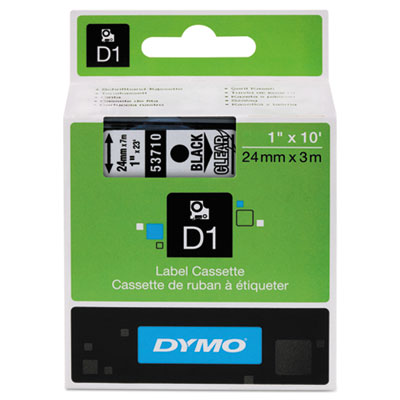 D1
24mm x 7m
1" x 23'
53710
BLACK
CLEAR
1" x 10'
24mm x 3m
D1
Label Cassette
Cassette de ruban à étiqueter
DYMO